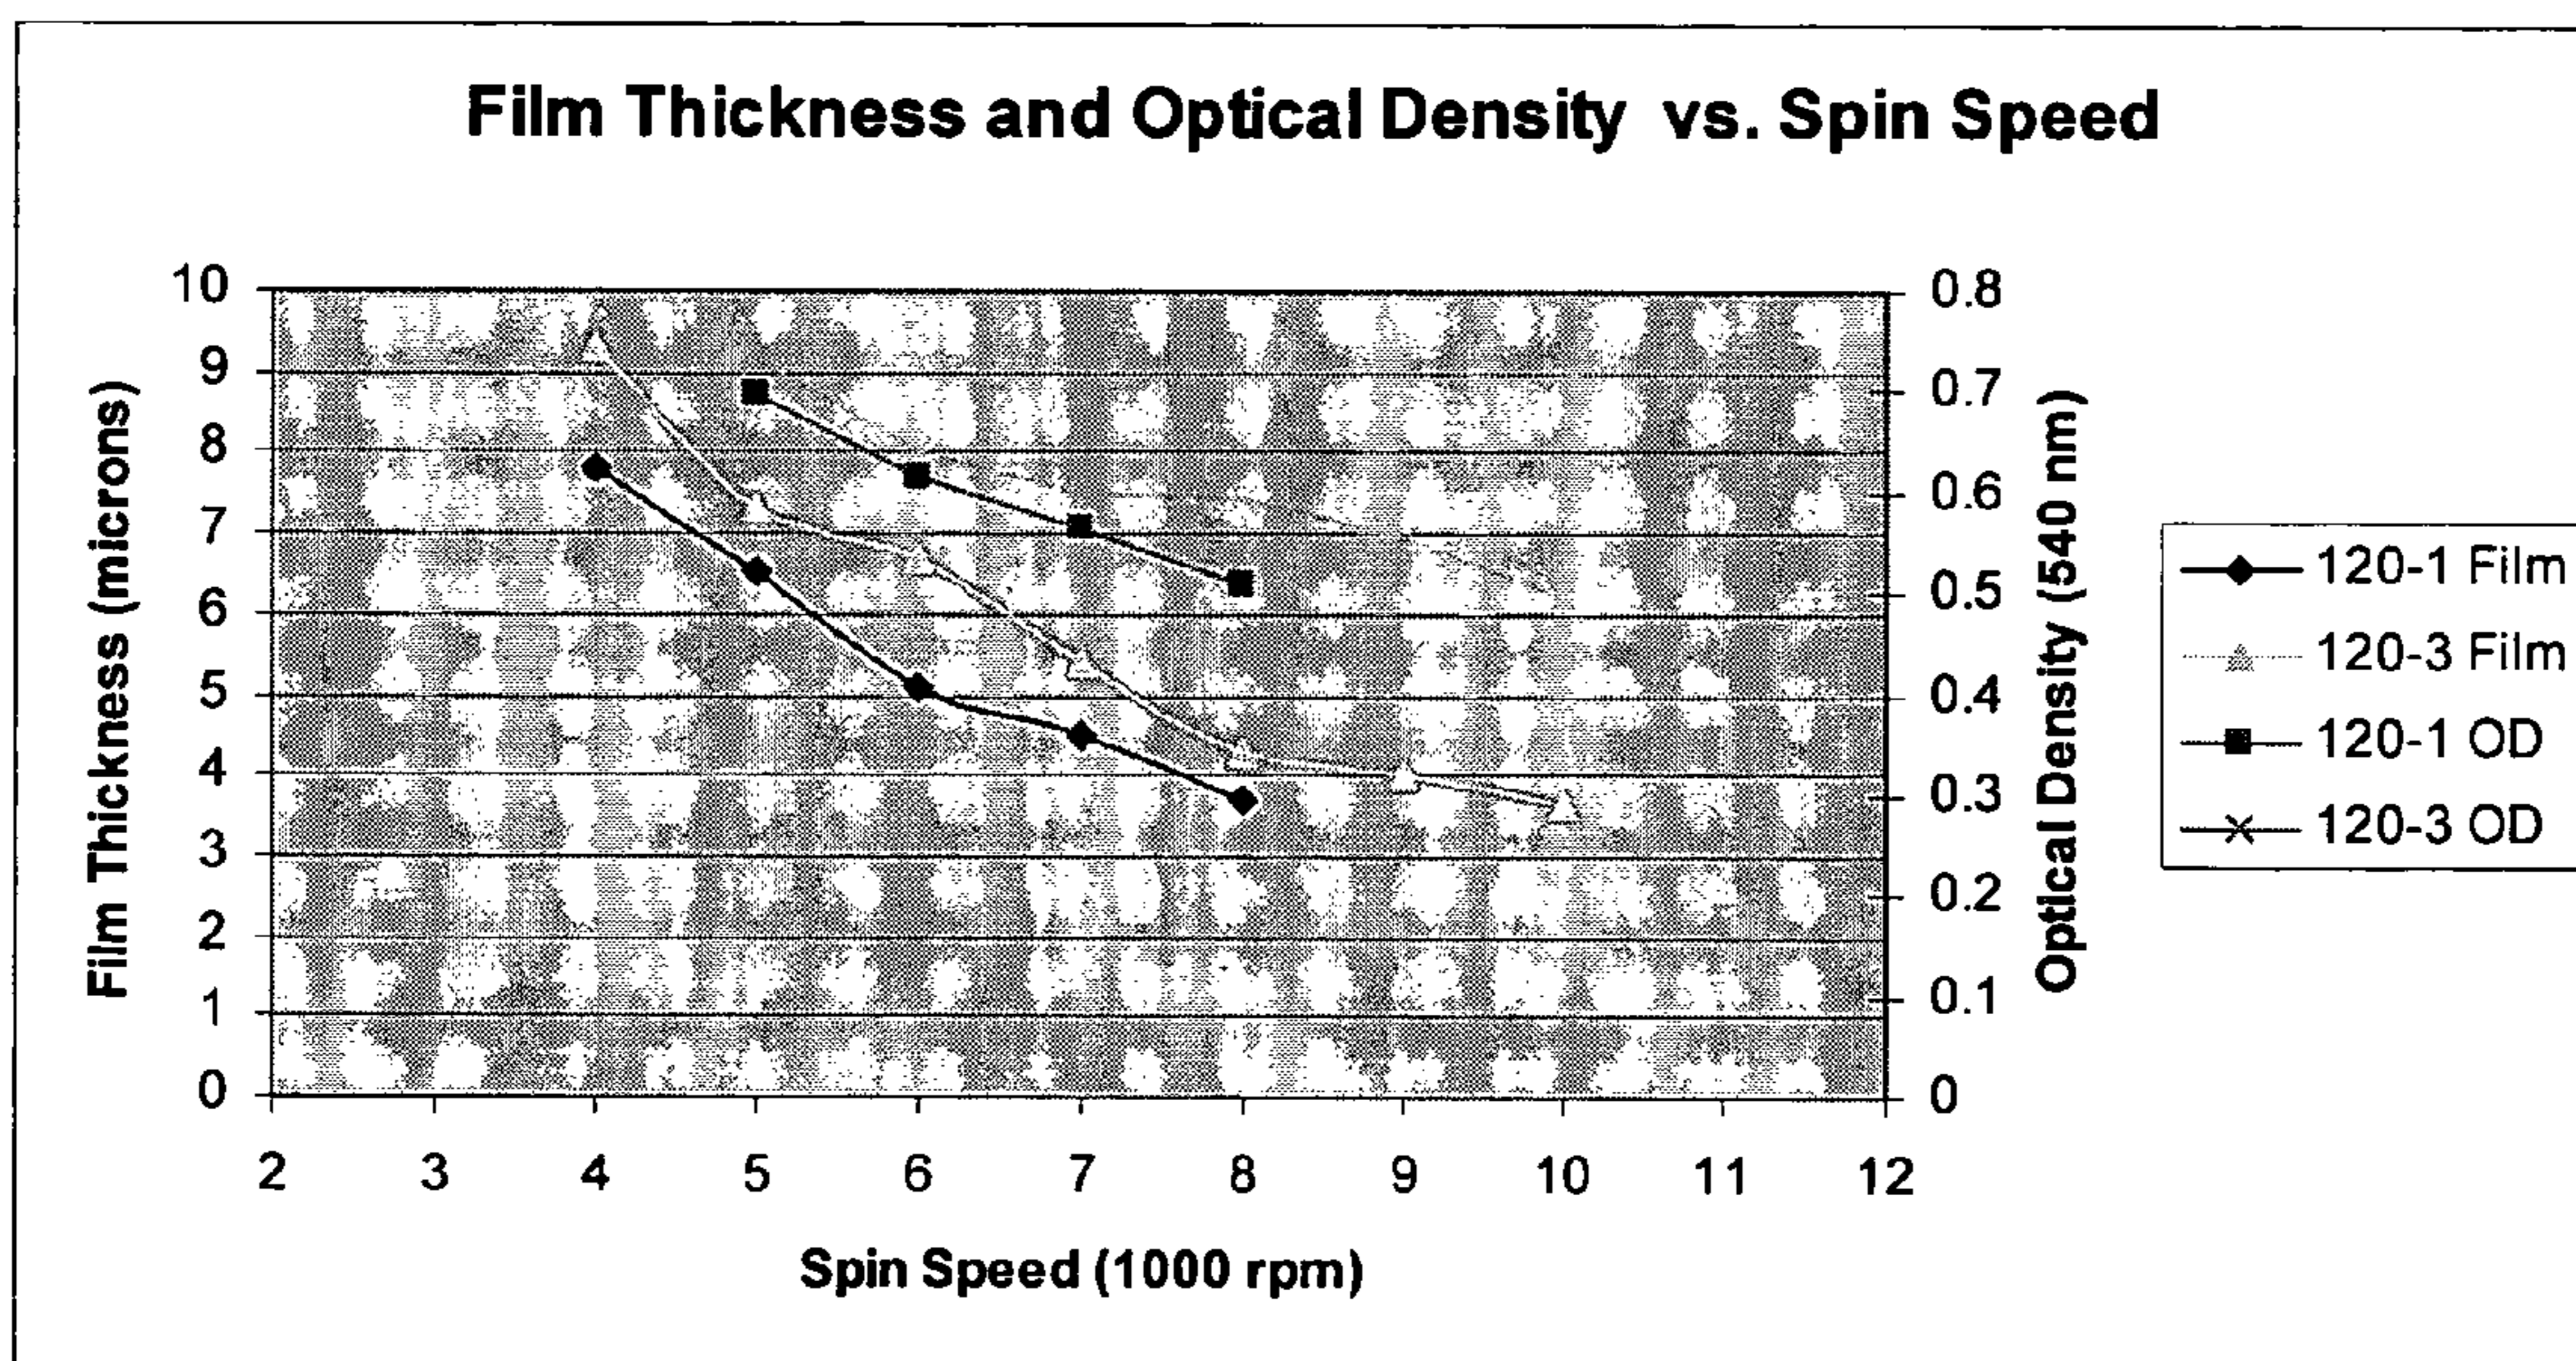 Film Thickness and Optical Density vs. Spin Speed
Film Thickness (microns)
10
9
8
7
6
5
4
3
2
1
0
0.8
0.7
0.6
0.5
0.4
0.3
0.2
0.1
0
Optical Density (540 nm)
2 3 4 5 6 7 8 9 10 11 12
Spin Speed (1000 rpm)
120-1 Film
120-3 Film
120-1 OD
120-3 OD